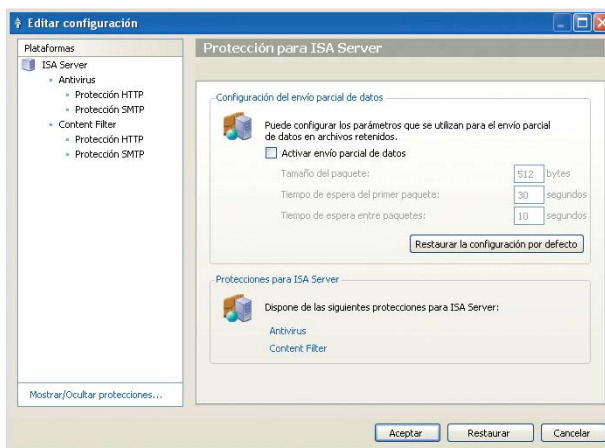 Editar configuración
Plataformas
ISA Server
Antivirus
Protección HTTP
Protección SMTP
Content Filter
Protección HTTP
Protección SMTP
Mostrar/Ocultar protecciones...
Protección para ISA Server
Configuración del envío parcial de datos
Puede configurar los parámetros que se utilizan para el envío parcial
de datos en archivos retenidos.
Activar envío parcial de datos
Tamaño del paquete: 512 bytes
Tiempo de espera del primer paquete: 30 segundos
Tiempo de espera entre paquetes: 10 segundos
Restaurar la configuración por defecto
Protecciones para ISA Server
Dispone de las siguientes protecciones para ISA Server:
Antivirus
Content Filter
Aceptar Restaurar Cancelar